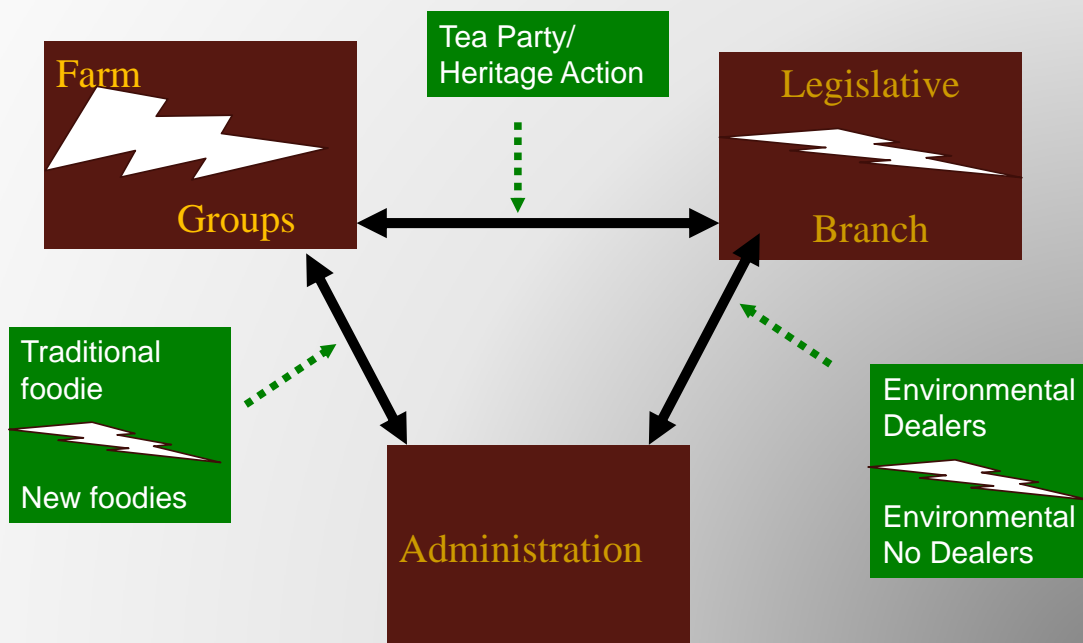 Tea Party/
Heritage Action
Farm
Groups
Legislative
Branch
Traditional
foodie
New foodies
Environmental
Dealers
Environmental
No Dealers
Administration